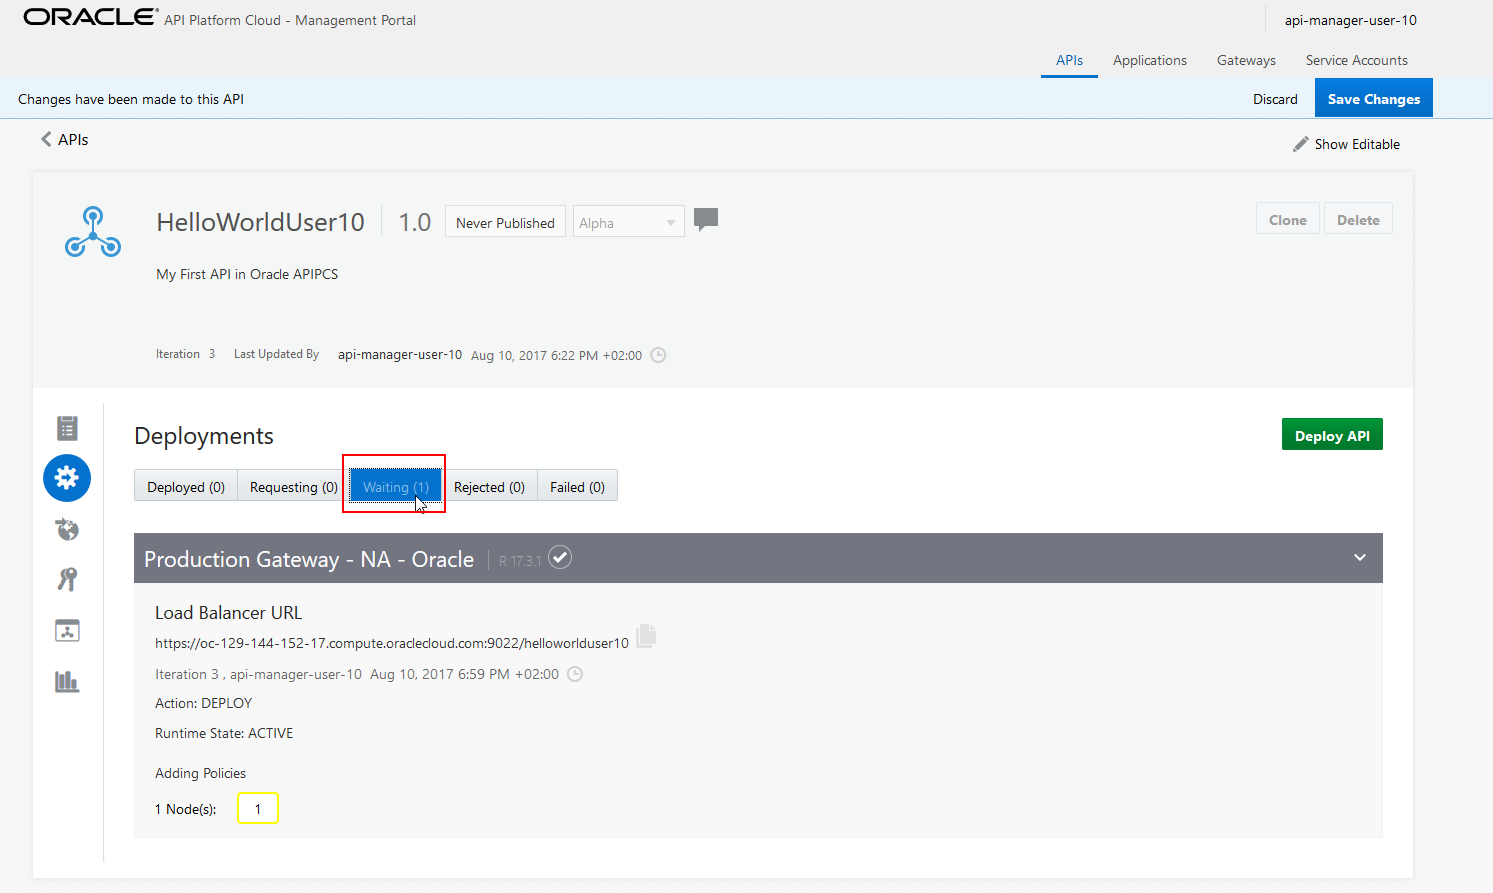 ORACLE API Platform Cloud - Management Portal
api-manager-user-10
APIs Applications Gateways Service Accounts
Changes have been made to this API
Discard Save Changes
APIs
Show Editable
HelloWorldUser10 1.0 Never Published Alpha
Clone Delete
My First API in Oracle APIPCS
Iteration 3 Last Updated By api-manager-user-10 Aug 10, 2017 6:22 PM +02:00
Deployments
Deploy API
Deployed (0) Requesting (0) Waiting (1) Rejected (0) Failed (0)
Production Gateway - NA - Oracle R 17.3.1
Load Balancer URL
https://oc-129-144-152-17.compute.oraclecloud.com:9022/helloworlduser10
Iteration 3 , api-manager-user-10 Aug 10, 2017 6:59 PM +02:00
Action: DEPLOY
Runtime State: ACTIVE
Adding Policies
1 Node(s): 1